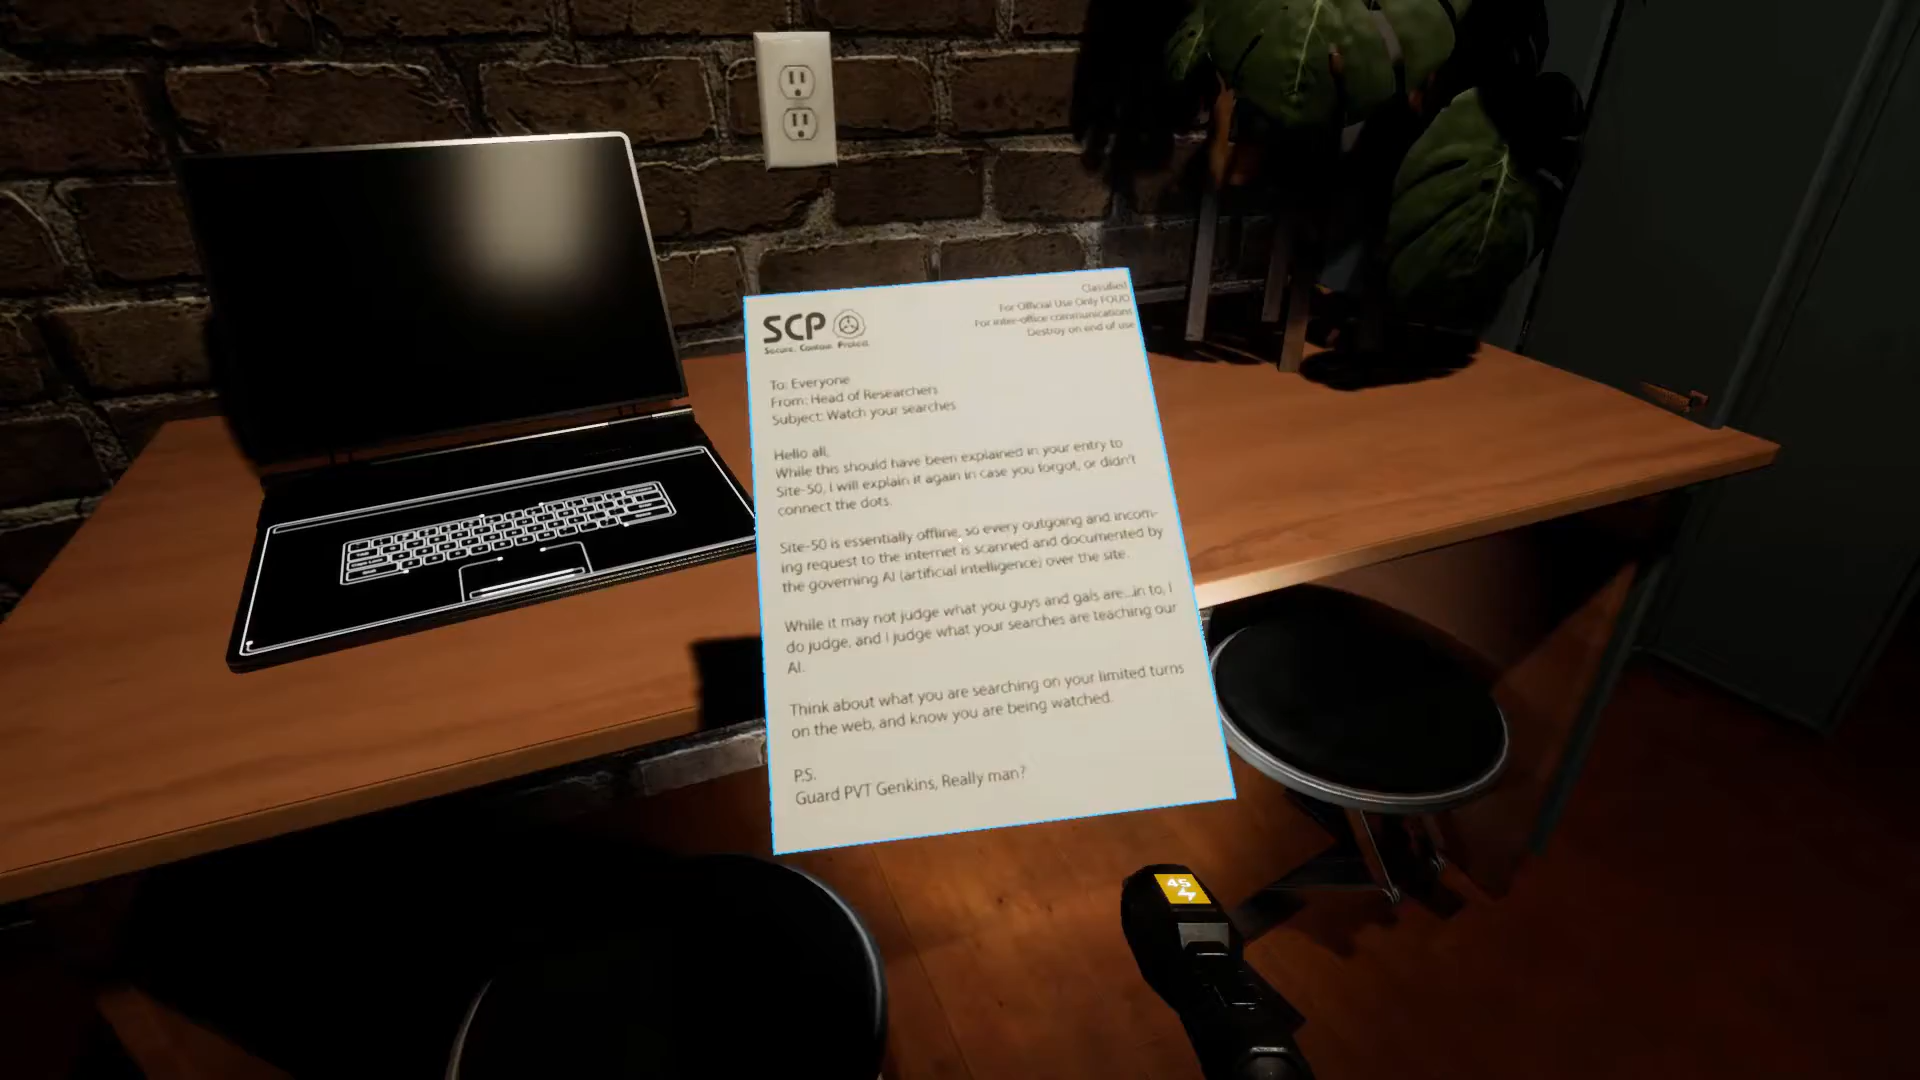 SCP
Secure. Contain. Protect.
Classified
For Official Use Only FOUO
For inter-office communications
Destroy on end of use
To: Everyone
From: Head of Researchers
Subject: Watch your searches
Hello all,
While this should have been explained in your entry to
Site-50, I will explain it again in case you forgot, or didn't
connect the dots.
Site-50 is essentially offline, so every outgoing and incom-
ing request to the internet is scanned and documented by
the governing AI (artificial intelligence) over the site.
While it may not judge what you guys and gals are...in to, I
do judge, and I judge what your searches are teaching our
AI.
Think about what you are searching on your limited turns
on the web, and know you are being watched.
P.S.
Guard PVT Genkins, Really man?
45